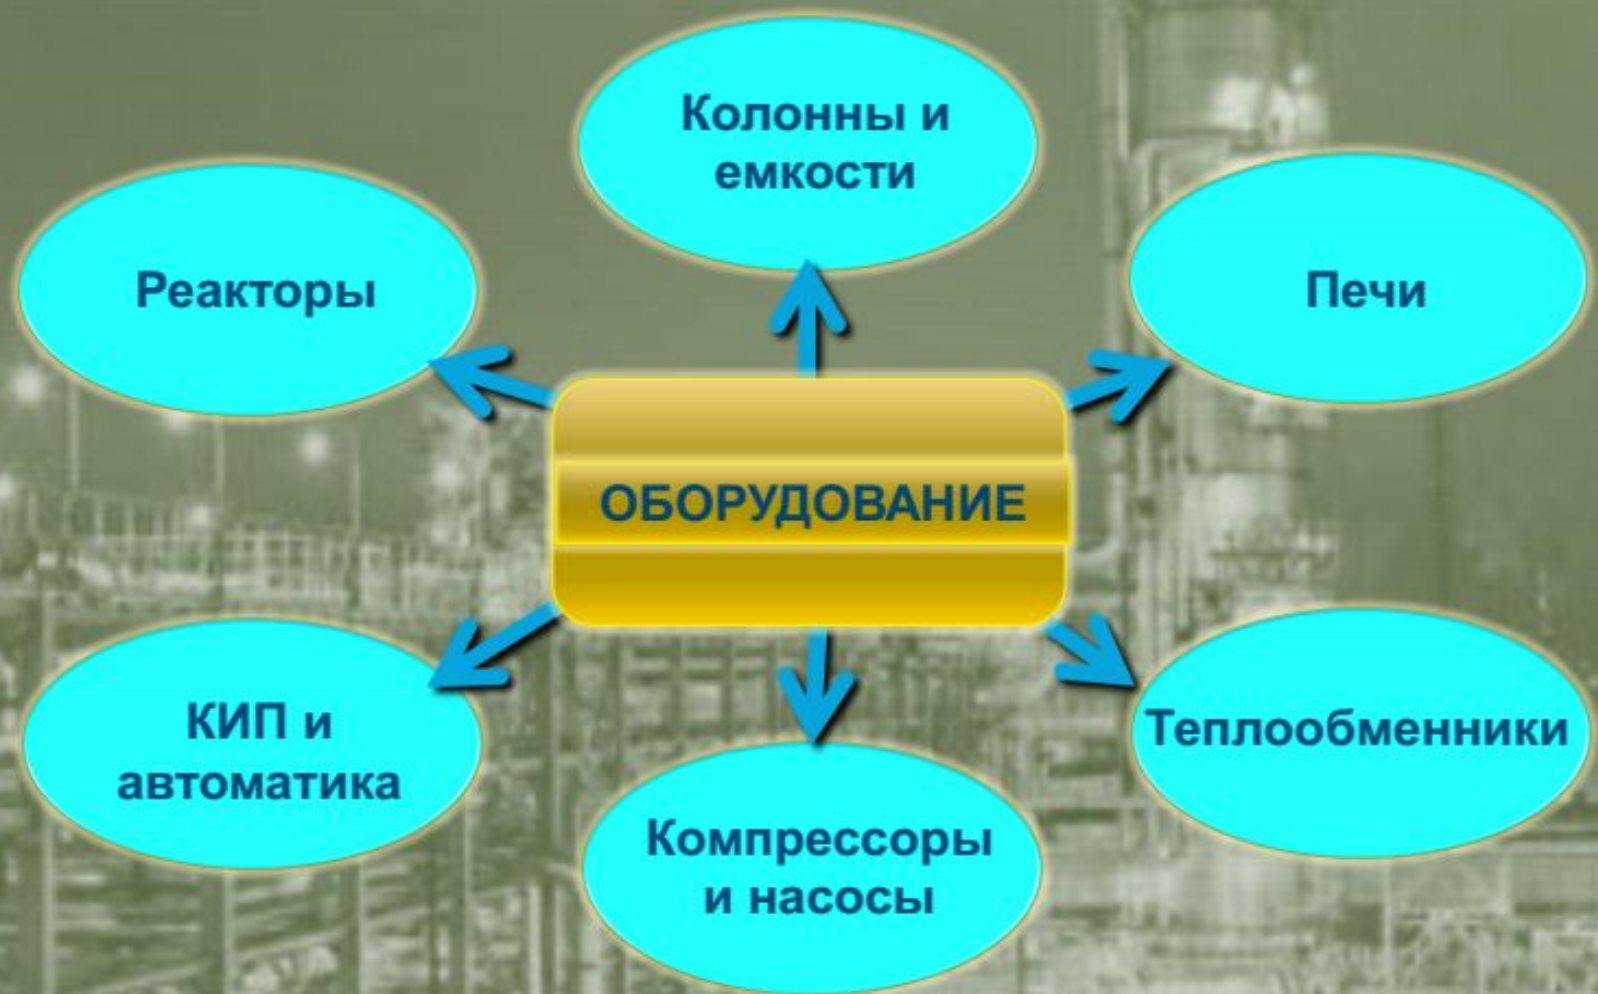 Колонны и
емкости
Реакторы
Печи
ОБОРУДОВАНИЕ
КИП и
автоматика
Теплообменники
Компрессоры
и насосы